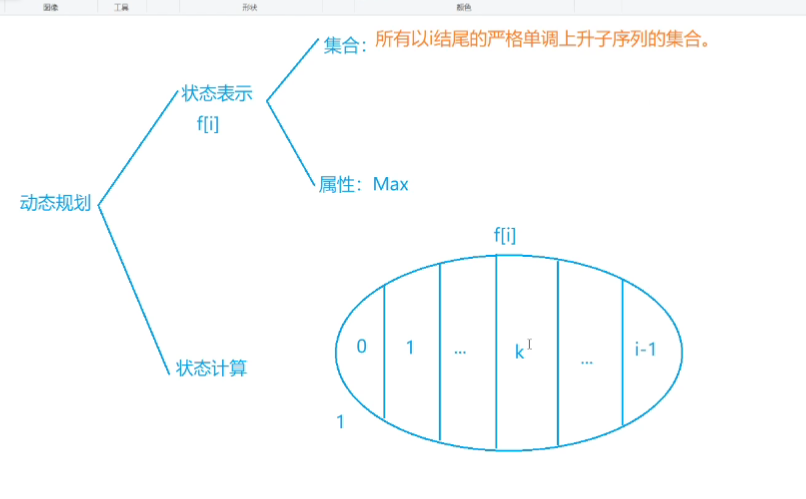 图像 工具 形状 颜色
集合：所有以i结尾的严格单调上升子序列的集合。
状态表示
f[i]
属性：Max
动态规划
f[i]
0 1 ... k ... i-1
状态计算
1